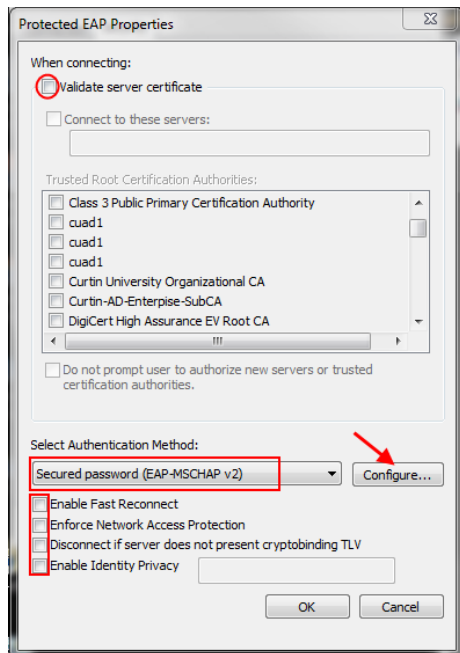 Protected EAP Properties
When connecting:
Validate server certificate
Connect to these servers:
Trusted Root Certification Authorities:
Class 3 Public Primary Certification Authority
cuad1
cuad1
cuad1
Curtin University Organizational CA
Curtin-AD-Enterpise-SubCA
DigiCert High Assurance EV Root CA
Do not prompt user to authorize new servers or trusted
certification authorities.
Select Authentication Method:
Secured password (EAP-MSCHAP v2)
Configure...
Enable Fast Reconnect
Enforce Network Access Protection
Disconnect if server does not present cryptobinding TLV
Enable Identity Privacy
OK Cancel